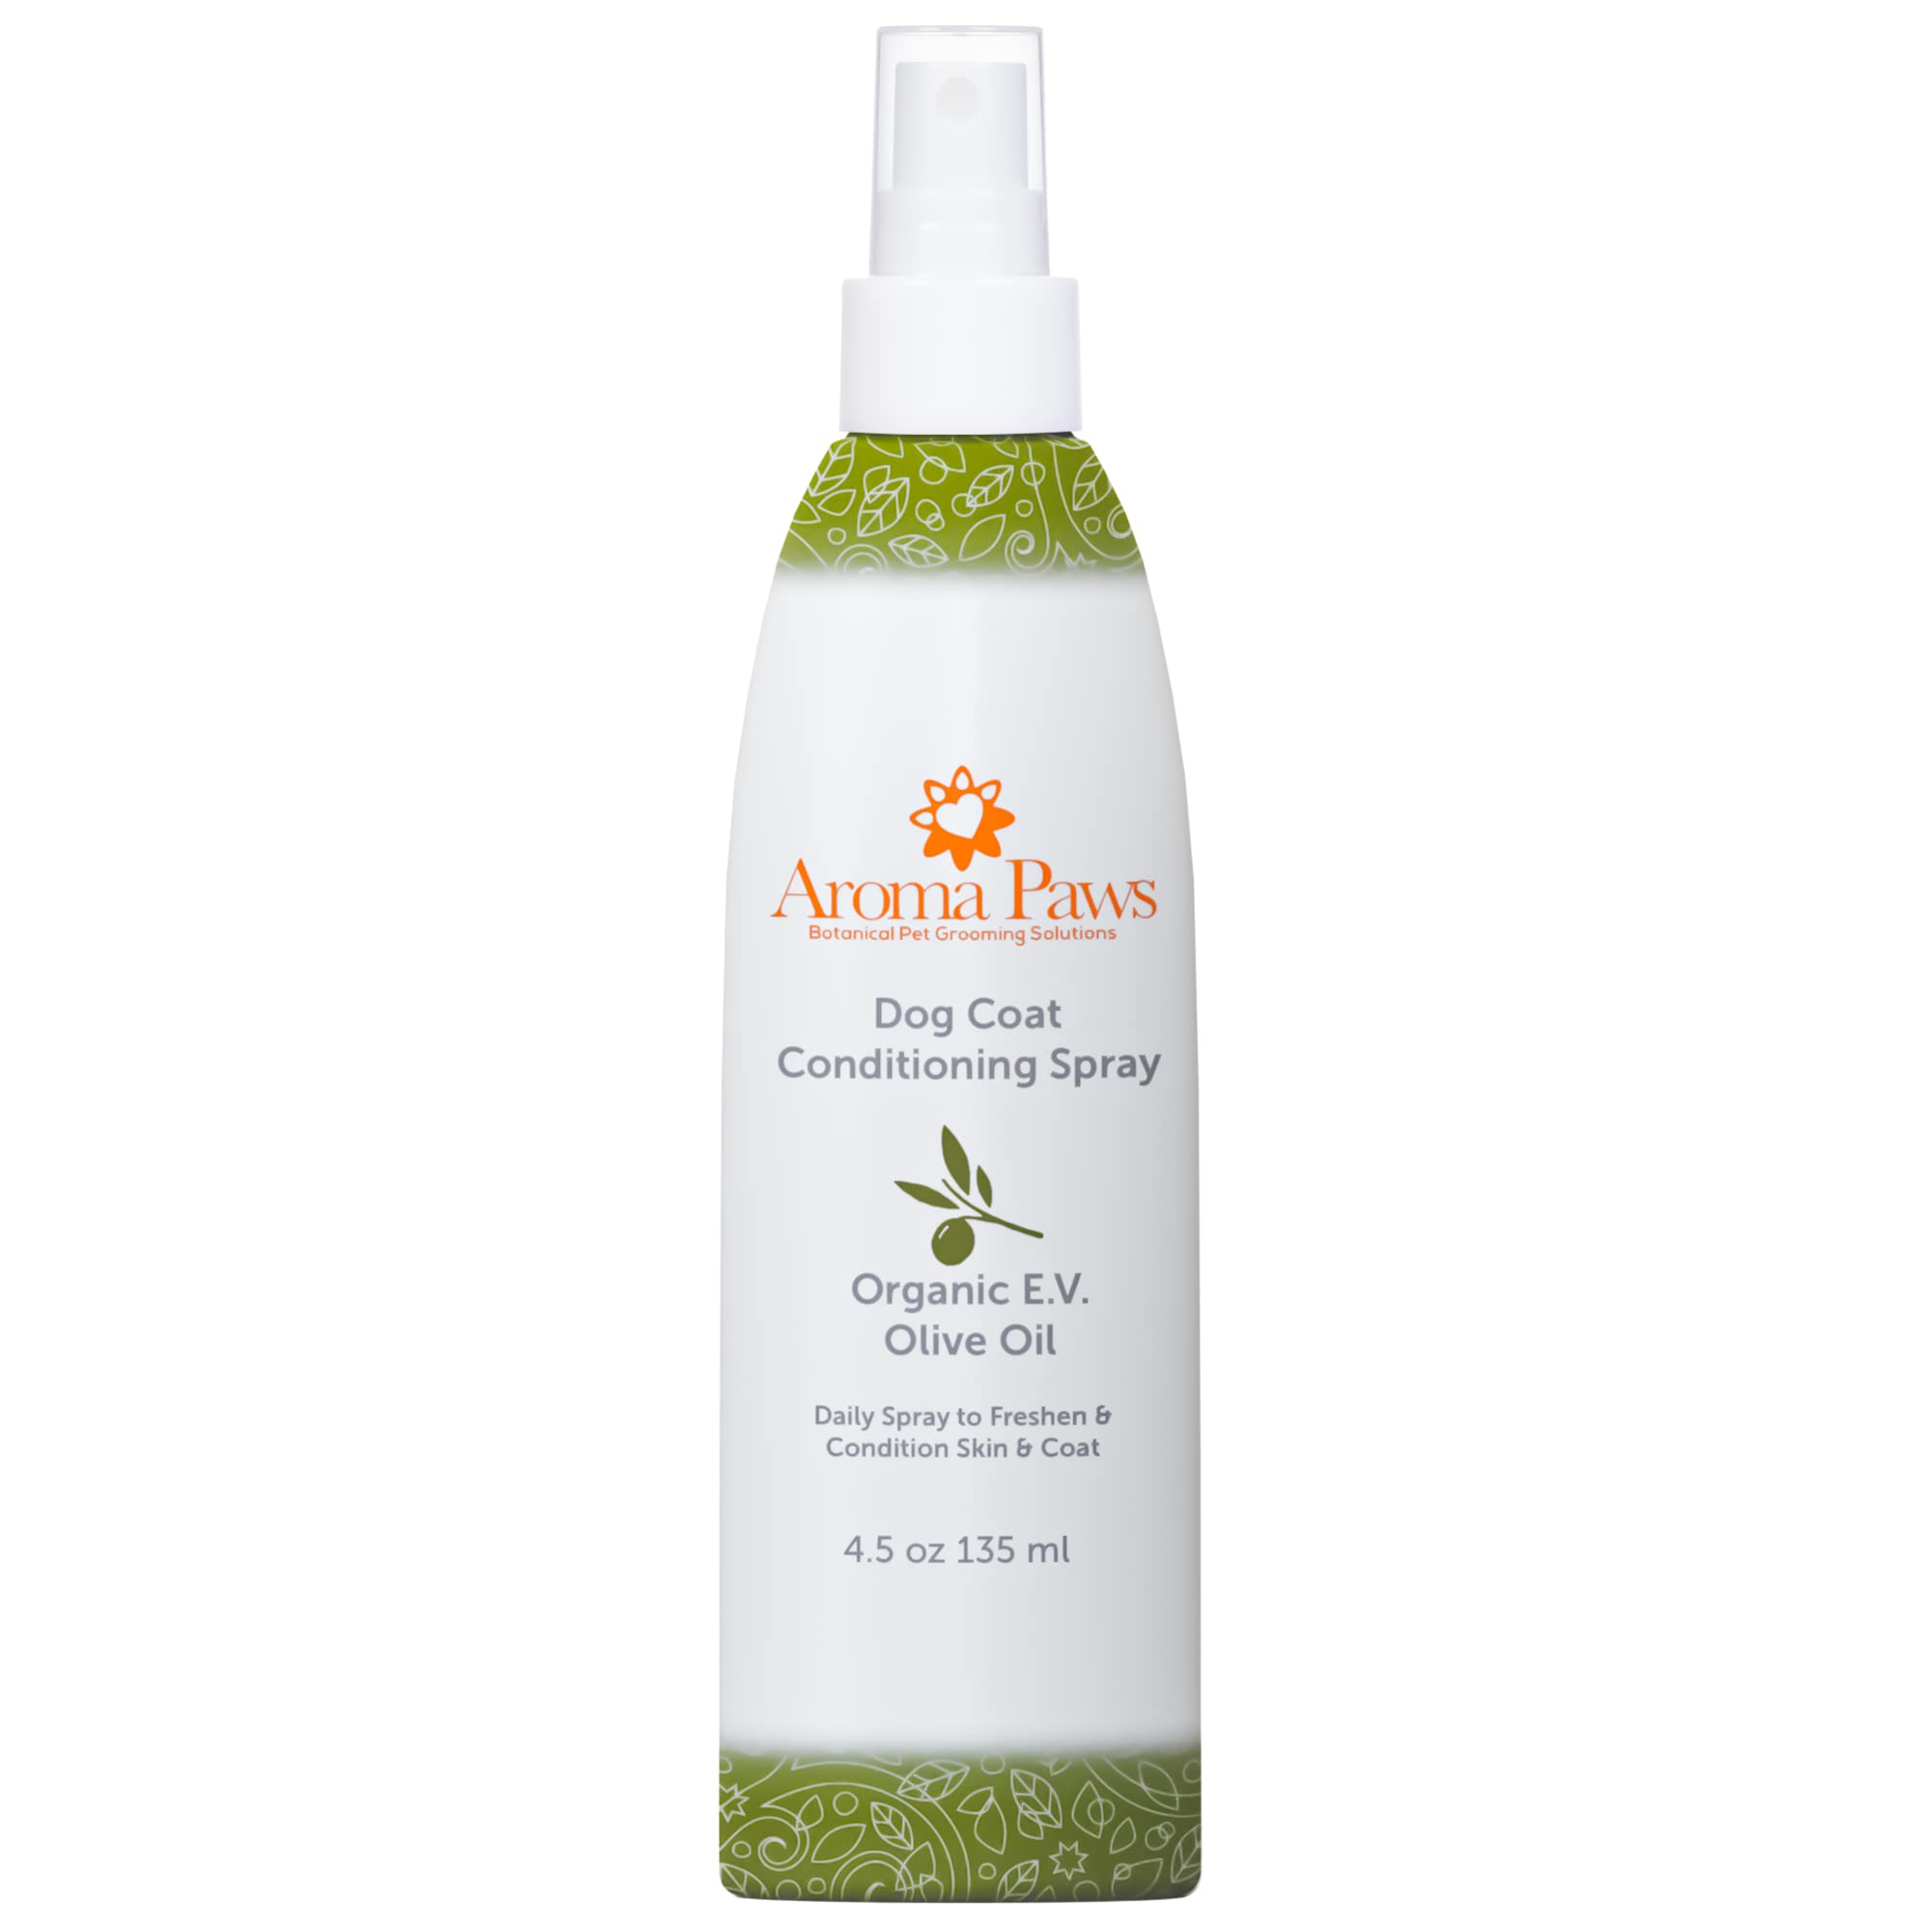 Aroma Paws
Botanical Pet Grooming Solutions
Dog Coat
Conditioning Spray
Organic E.V.
Olive Oil
Daily Spray to Freshen &
Condition Skin & Coat
4.5 oz 135 ml